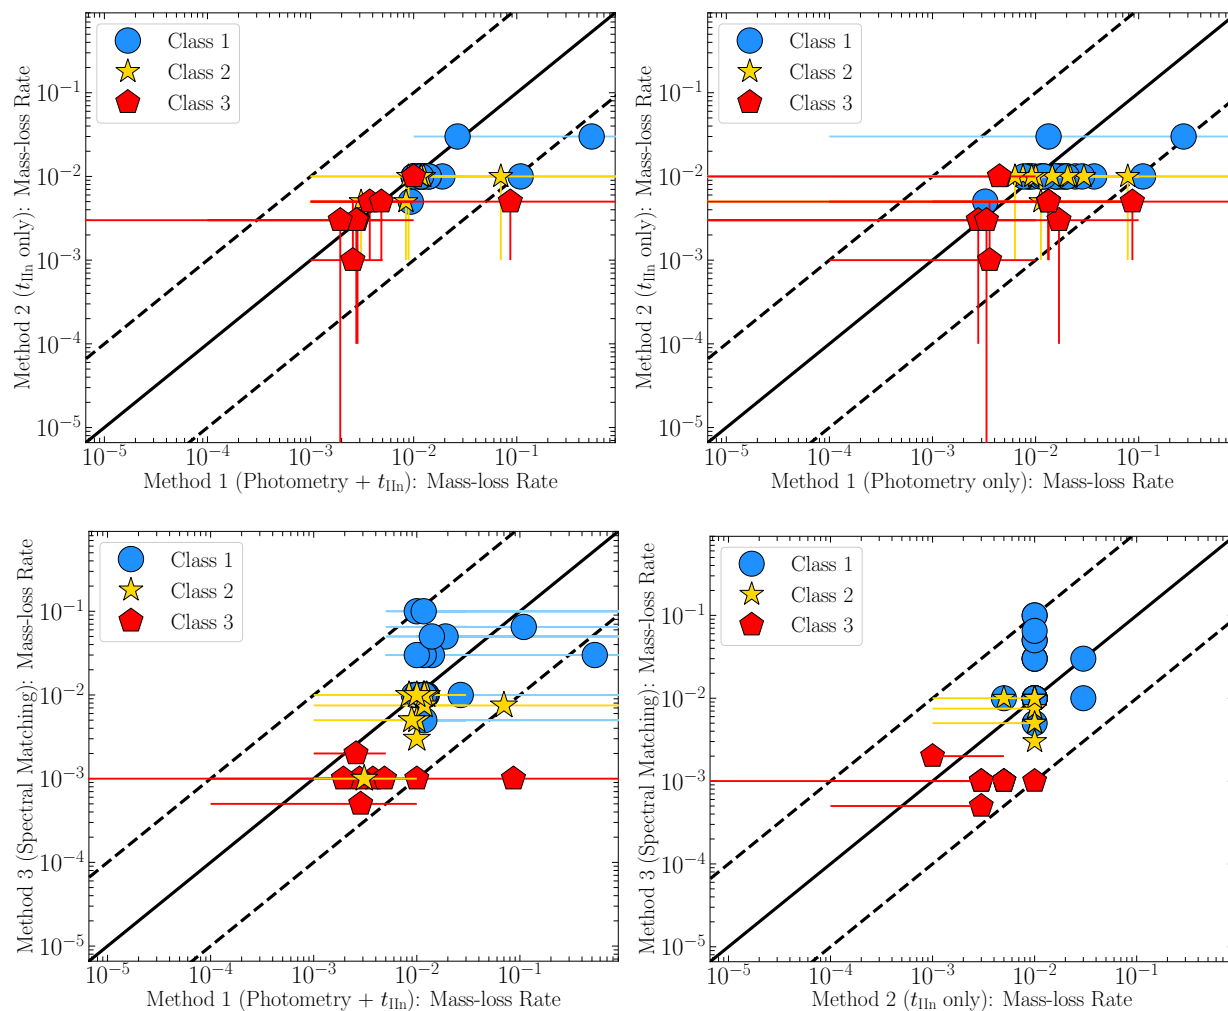 Class 1
Class 2
Class 3
10⁻¹
10⁻²
10⁻³
10⁻⁴
10⁻⁵
Method 2 (t_IIn only): Mass-loss Rate
10⁻⁵ 10⁻⁴ 10⁻³ 10⁻² 10⁻¹
Method 1 (Photometry + t_IIn): Mass-loss Rate
Class 1
Class 2
Class 3
10⁻¹
10⁻²
10⁻³
10⁻⁴
10⁻⁵
Method 2 (t_IIn only): Mass-loss Rate
10⁻⁵ 10⁻⁴ 10⁻³ 10⁻² 10⁻¹
Method 1 (Photometry only): Mass-loss Rate
Class 1
Class 2
Class 3
10⁻¹
10⁻²
10⁻³
10⁻⁴
10⁻⁵
Method 3 (Spectral Matching): Mass-loss Rate
10⁻⁵ 10⁻⁴ 10⁻³ 10⁻² 10⁻¹
Method 1 (Photometry + t_IIn): Mass-loss Rate
Class 1
Class 2
Class 3
10⁻¹
10⁻²
10⁻³
10⁻⁴
10⁻⁵
Method 3 (Spectral Matching): Mass-loss Rate
10⁻⁵ 10⁻⁴ 10⁻³ 10⁻² 10⁻¹
Method 2 (t_IIn only): Mass-loss Rate